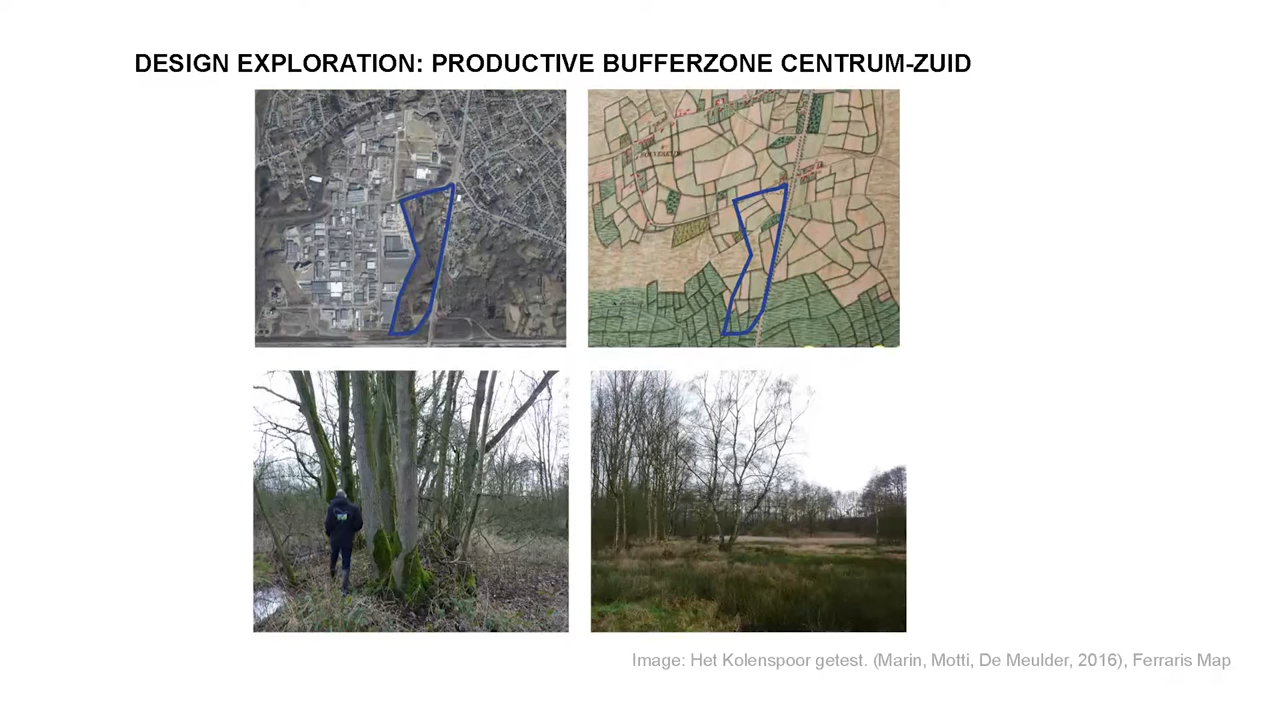 DESIGN EXPLORATION: PRODUCTIVE BUFFERZONE CENTRUM-ZUID
Image: Het Kolenspoor getest. (Marin, Motti, De Meulder, 2016), Ferraris Map